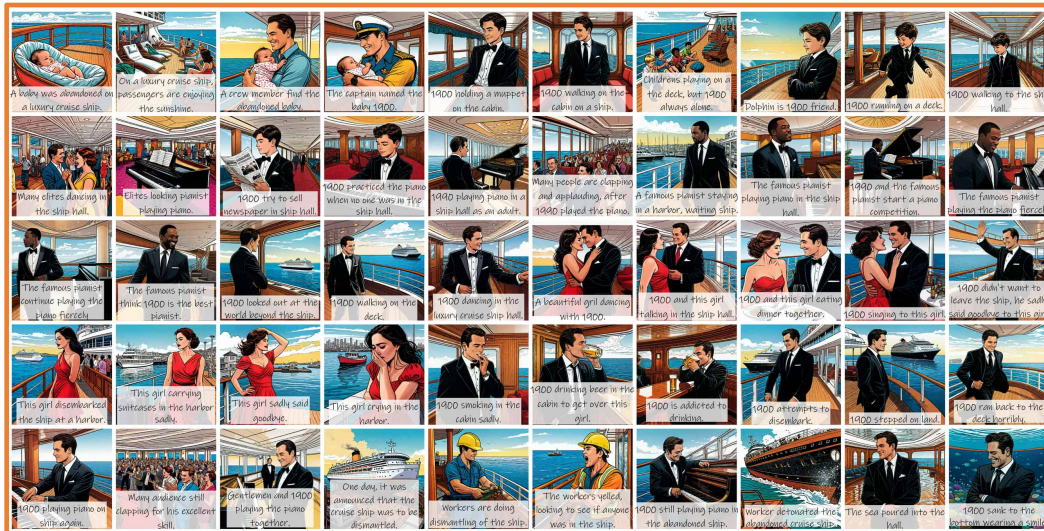 A baby was abandoned on
a luxury cruise ship.
On a luxury cruise ship,
passengers are enjoying
the sunshine.
A crew member find the
abandoned baby.
The captain named the
baby 1900.
1900 holding a muppet
on the cabin.
1900 walking on the
cabin on a ship.
Childrens playing on a
the deck, but 1900
always alone.
Dolphin is 1900 friend.
1900 running on a deck.
1900 walking to the ship
hall.
Many elites dancing in
the ship hall.
Elites looking pianist
playing piano.
1900 try to sell
newspaper in ship hall.
1900 practiced the piano
when no one was in the
ship hall.
1990 playing piano in a
ship hall as an adult.
Many people are clapping
and applauding, after
1990 played the piano.
A famous pianist staying
in a harbor, waiting ship.
The famous pianist
playing piano in the ship
hall.
1990 and the famous
pianist start a piano
competition.
The famous pianist
playing the piano fiercely
The famous pianist
continue playing the
piano fiercely
The famous pianist
think 1900 is the best
pianist.
1900 looked out at the
world beyond the ship.
1900 walking on the
deck.
1900 dancing in the
luxury cruise ship hall.
A beautiful gril dancing
with 1900.
1900 and this girl
talking in the ship hall.
1900 and this girl eating
dinner together.
1900 singing to this girl.
1900 didn't want to
leave the ship, he sadly
said goodbye to this girl
This girl disembarked
the ship at a harbor.
This girl carrying
suitcases in the harbor
sadly.
This girl sadly said
goodbye.
This girl crying in the
harbor.
1900 smoking in the
cabin sadly.
1900 drinking beer in the
cabin to get over this
girl.
1900 is addicted to
drinking.
1900 attempts to
disembark.
1900 stepped on land.
1900 ran back to the
deck horribly.
1900 playing piano on
ship again.
Many audience still
clapping for his excellent
skill.
Gentlemen and 1900
playing the piano
together.
One day, it was
announced that the
cruise ship was to be
dismantled.
Workers are doing
dismantling of the ship.
The workers yelled,
looking to see if anyone
was in the ship.
1900 still playing piano in
the abandoned ship.
Worker detonated the
abandoned cruise ship.
The sea poured into the
hall.
1900 sank to the
bottom wearing a smile